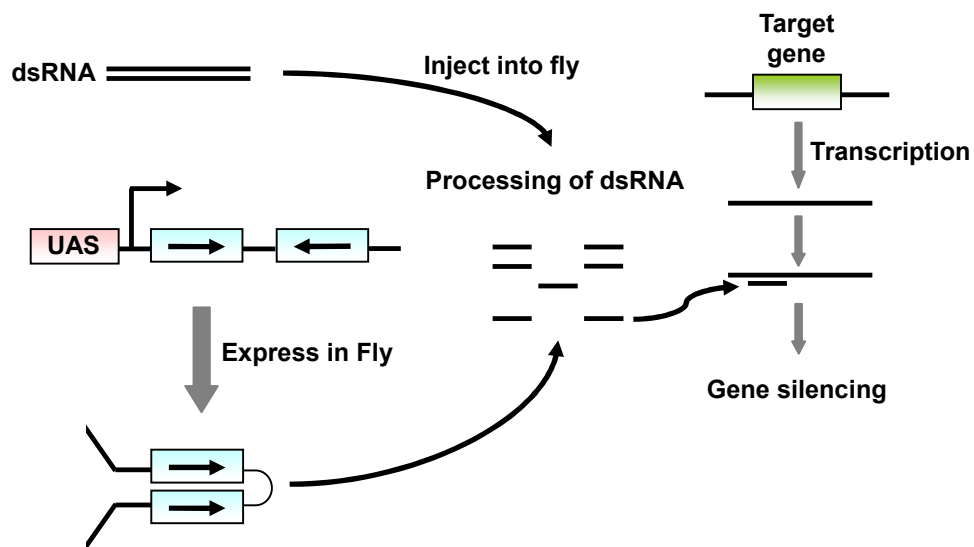 Target
gene
dsRNA
Inject into fly
Transcription
Processing of dsRNA
UAS
Express in Fly
Gene silencing